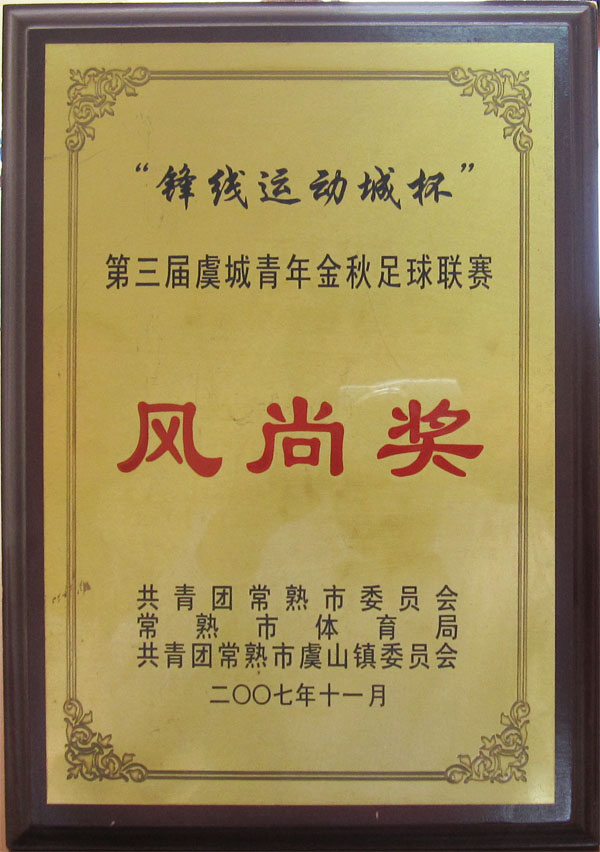 “锋线运动城杯”
第三届虞城青年金秋足球联赛
风尚奖
共青团常熟市委员会
常熟市体育局
共青团常熟市虞山镇委员会
二〇〇七年十一月